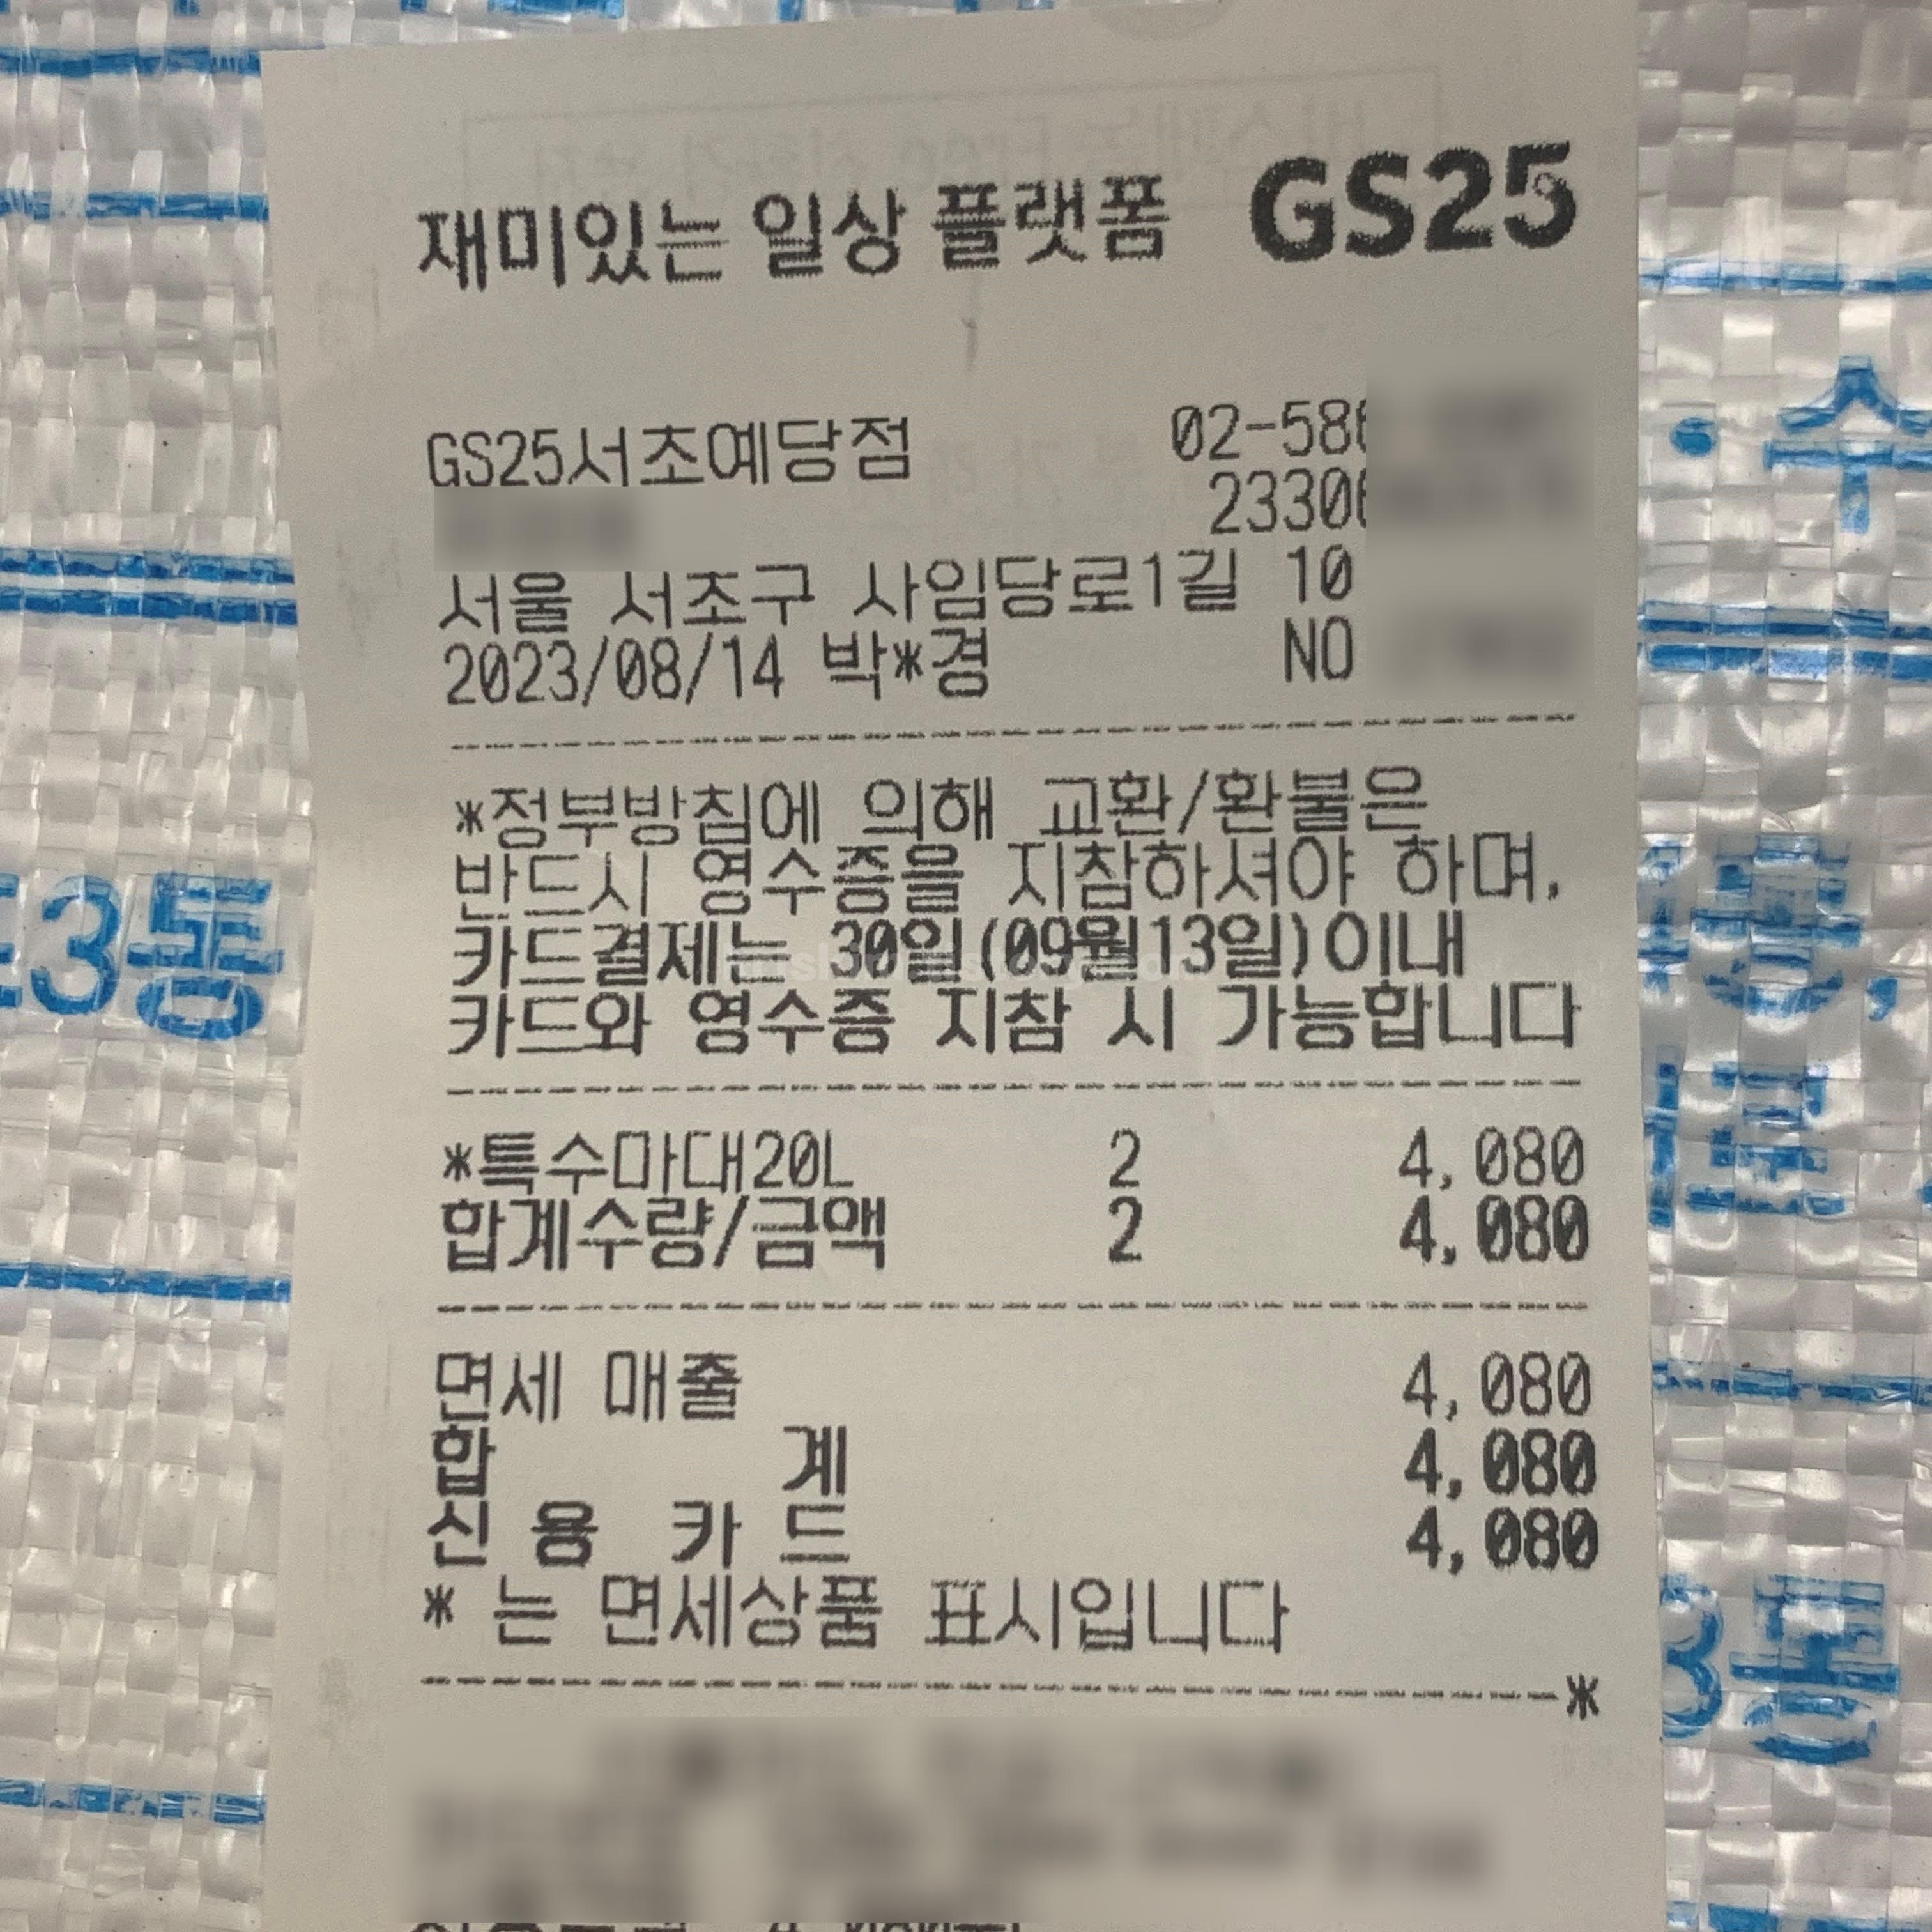 재미있는 일상 플랫폼 GS25
GS25서초예당점 02-586
23306
서울 서초구 사임당로1길 10
2023/08/14 박*경 NO
*정부방침에 의해 교환/환불은
반드시 영수증을 지참하셔야 하며,
카드결제는 30일(09월13일)이내
카드와 영수증 지참 시 가능합니다
*특수마대20L 2 4,080
합계수량/금액 2 4,080
면세 매출 4,080
합 계 4,080
신 용 카 드 4,080
* 는 면세상품 표시입니다
*
3동
수
3동